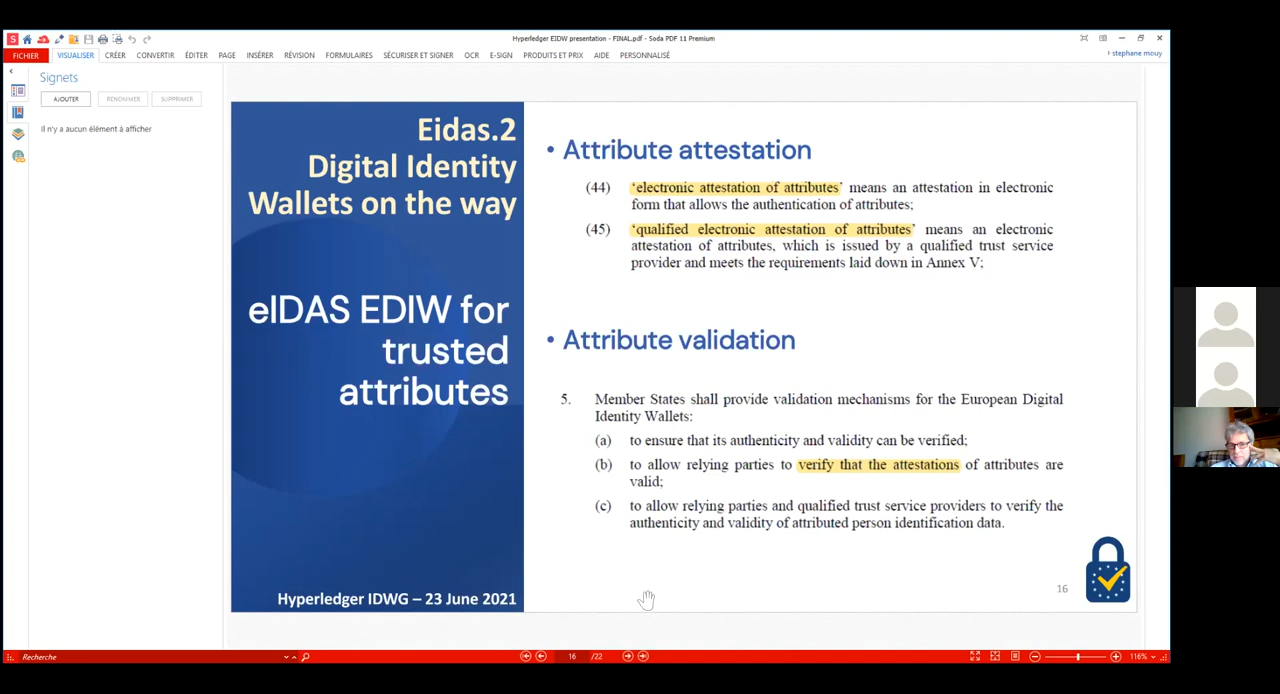 Hyperledger EIDW presentation - FINAL.pdf - Soda PDF 11 Premium
FICHIER VISUALISER CRÉER CONVERTIR ÉDITER PAGE INSÉRER RÉVISION FORMULAIRES SÉCURISER ET SIGNER OCR E-SIGN PRODUITS ET PRIX AIDE PERSONNALISÉ
stephane mouy
Signets
AJOUTER RENOMMER SUPPRIMER
Il n'y a aucun élément à afficher
Eidas.2
Digital Identity
Wallets on the way
eIDAS EDIW for
trusted
attributes
Hyperledger IDWG – 23 June 2021
• Attribute attestation
(44) ‘electronic attestation of attributes’ means an attestation in electronic
form that allows the authentication of attributes;
(45) ‘qualified electronic attestation of attributes’ means an electronic
attestation of attributes, which is issued by a qualified trust service
provider and meets the requirements laid down in Annex V;
• Attribute validation
5. Member States shall provide validation mechanisms for the European Digital
Identity Wallets:
(a) to ensure that its authenticity and validity can be verified;
(b) to allow relying parties to verify that the attestations of attributes are
valid;
(c) to allow relying parties and qualified trust service providers to verify the
authenticity and validity of attributed person identification data.
16
Recherche
16 /22
116%